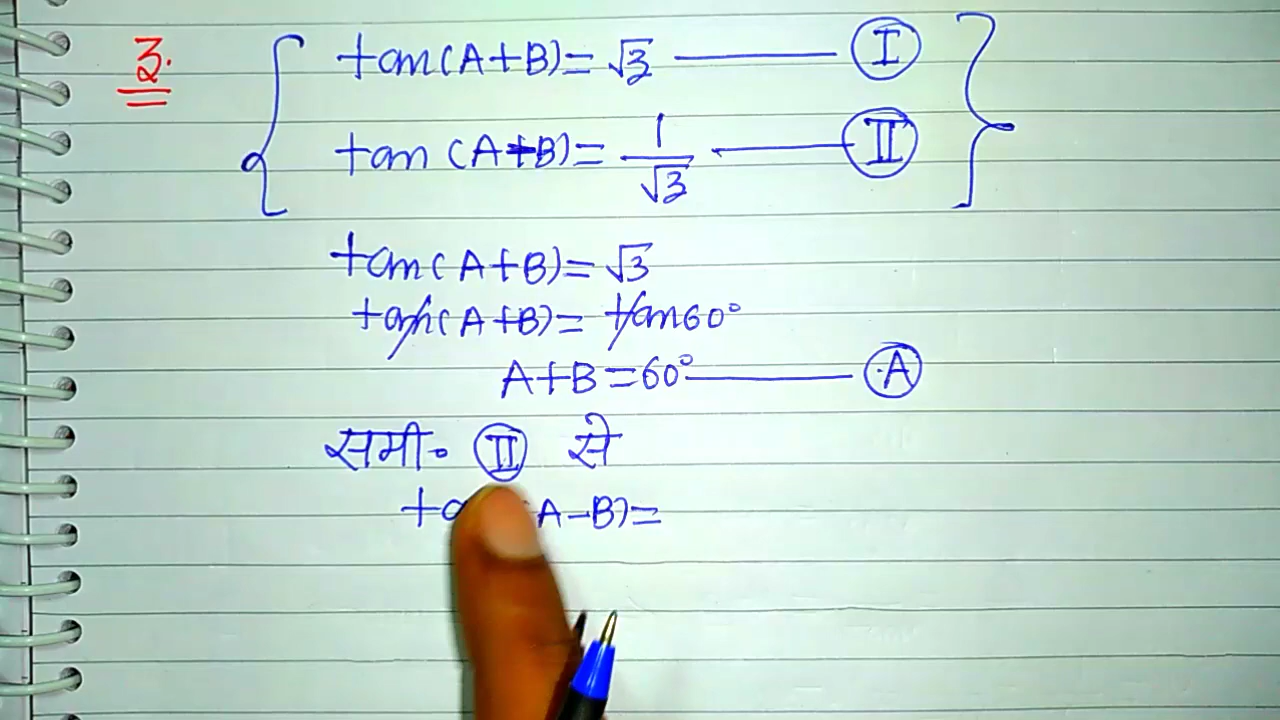 3. tan(A+B)=√3 —— I
tan (A+B)= 1/√3 —— II
tan(A+B)=√3
tan(A+B)= tan60°
A+B=60° —— A
समी॰ II से
(A-B)=